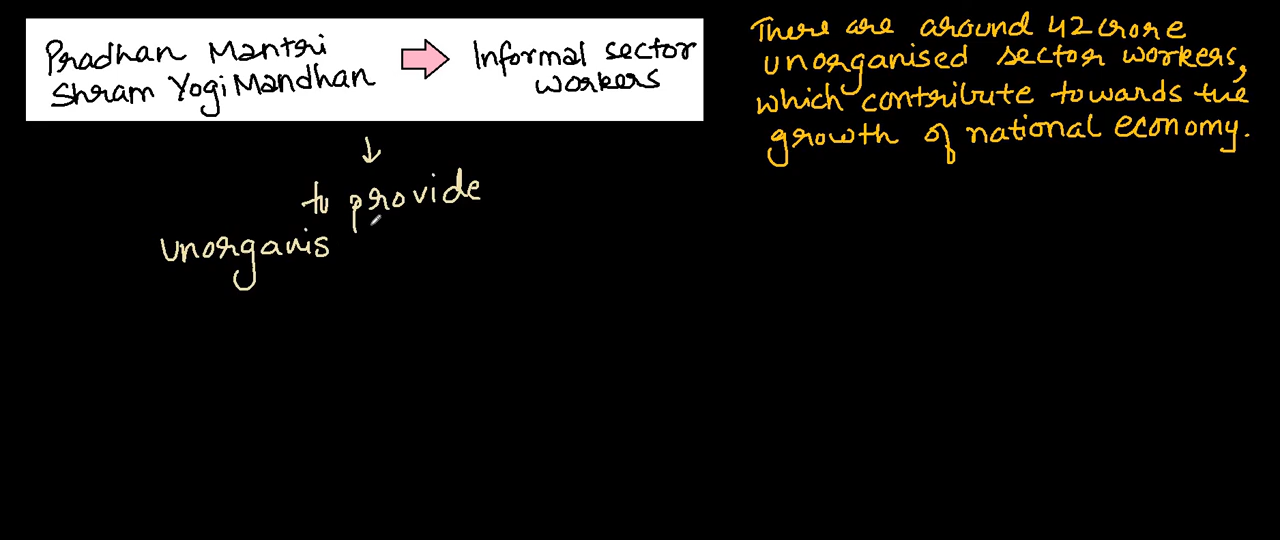 Pradhan Mantri
Shram Yogi Mandhan
Informal sector
workers
There are around 42 crore
unorganised sector workers,
which contribute towards the
growth of national economy.
to provide
unorganis